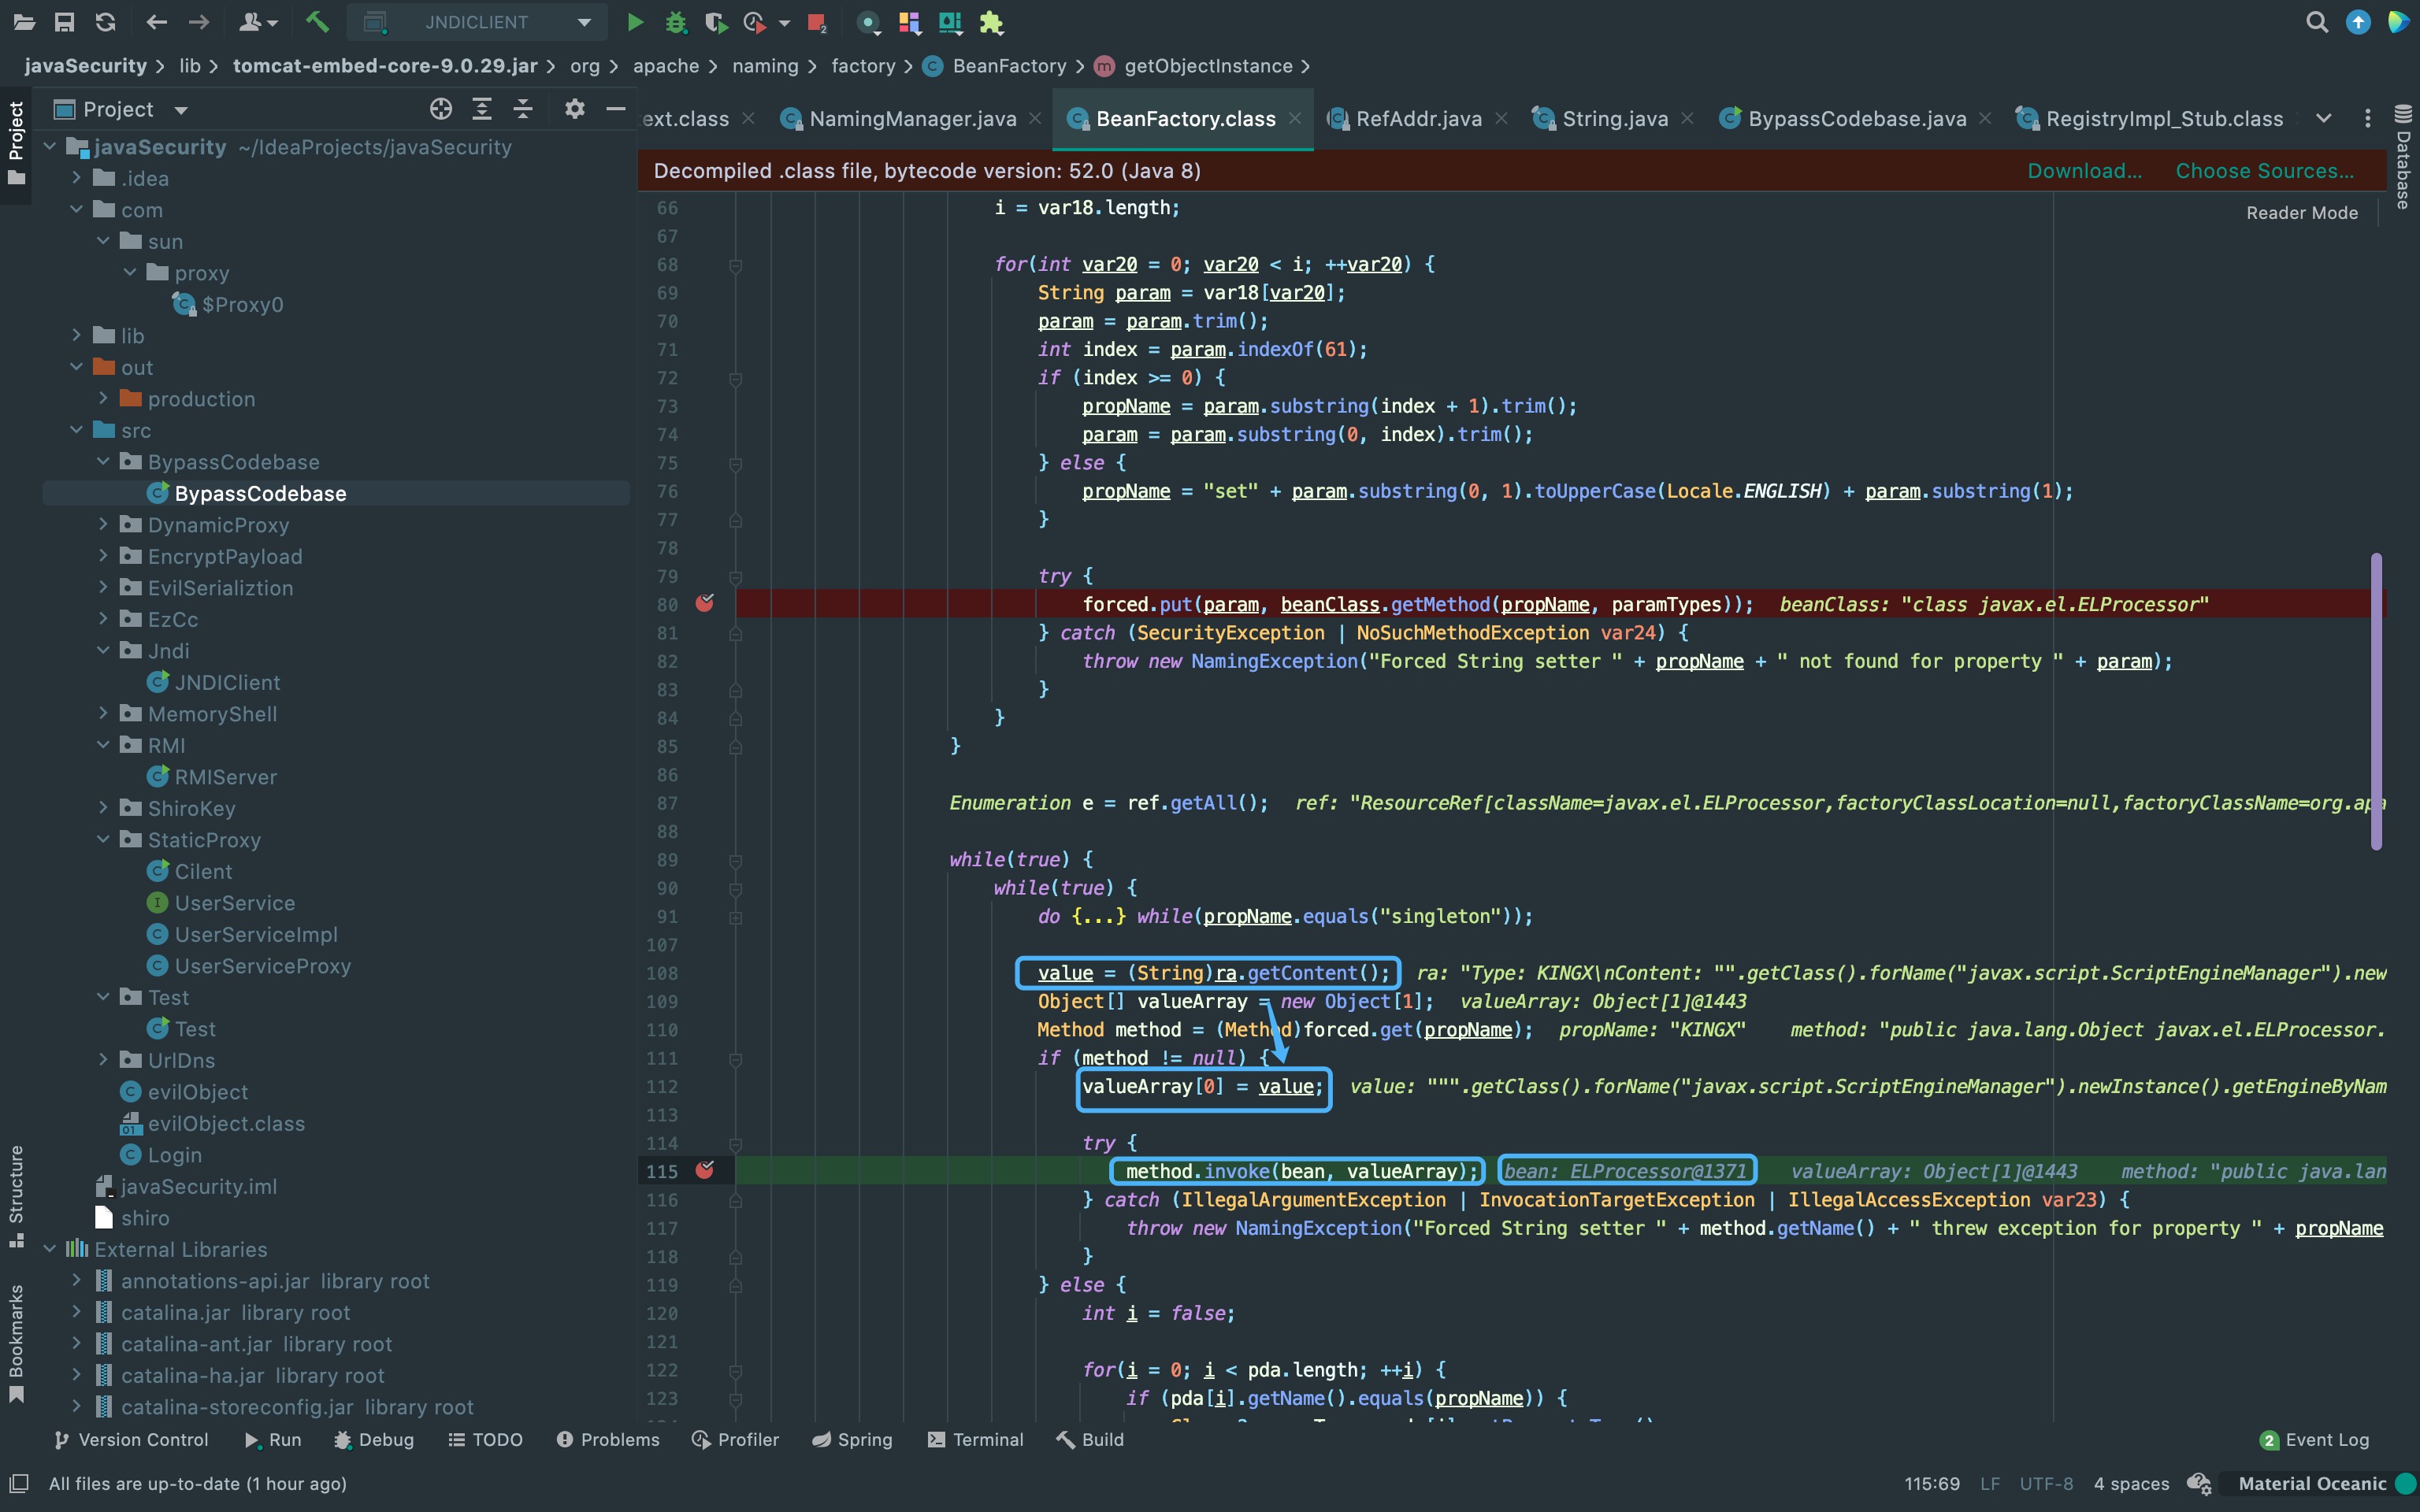 JNDICLIENT
javaSecurity > lib > tomcat-embed-core-9.0.29.jar > org > apache > naming > factory > BeanFactory > getObjectInstance >
Project
ext.class NamingManager.java BeanFactory.class RefAddr.java String.java BypassCodebase.java RegistryImpl_Stub.class
Project
Database
javaSecurity ~/IdeaProjects/javaSecurity
.idea
com
sun
proxy
$Proxy0
lib
out
production
src
BypassCodebase
BypassCodebase
DynamicProxy
EncryptPayload
EvilSerializtion
EzCc
Jndi
JNDIClient
MemoryShell
RMI
RMIServer
ShiroKey
StaticProxy
Cilent
UserService
UserServiceImpl
UserServiceProxy
Test
Test
UrlDns
evilObject
evilObject.class
Login
javaSecurity.iml
shiro
External Libraries
annotations-api.jar library root
catalina.jar library root
catalina-ant.jar library root
catalina-ha.jar library root
catalina-storeconfig.jar library root
Structure
Bookmarks
Decompiled .class file, bytecode version: 52.0 (Java 8) Download... Choose Sources...
Reader Mode
66 i = var18.length;
67
68 for(int var20 = 0; var20 < i; ++var20) {
69 String param = var18[var20];
70 param = param.trim();
71 int index = param.indexOf(61);
72 if (index >= 0) {
73 propName = param.substring(index + 1).trim();
74 param = param.substring(0, index).trim();
75 } else {
76 propName = "set" + param.substring(0, 1).toUpperCase(Locale.ENGLISH) + param.substring(1);
77 }
78
79 try {
80 forced.put(param, beanClass.getMethod(propName, paramTypes)); beanClass: "class javax.el.ELProcessor"
81 } catch (SecurityException | NoSuchMethodException var24) {
82 throw new NamingException("Forced String setter " + propName + " not found for property " + param);
83 }
84 }
85 }
86
87 Enumeration e = ref.getAll(); ref: "ResourceRef[className=javax.el.ELProcessor,factoryClassLocation=null,factoryClassName=org.apa
88
89 while(true) {
90 while(true) {
91 do {...} while(propName.equals("singleton"));
107
108 value = (String)ra.getContent(); ra: "Type: KINGX\nContent: "".getClass().forName("javax.script.ScriptEngineManager").new
109 Object[] valueArray = new Object[1]; valueArray: Object[1]@1443
110 Method method = (Method)forced.get(propName); propName: "KINGX" method: "public java.lang.Object javax.el.ELProcessor.
111 if (method != null) {
112 valueArray[0] = value; value: """.getClass().forName("javax.script.ScriptEngineManager").newInstance().getEngineByNam
113
114 try {
115 method.invoke(bean, valueArray); bean: ELProcessor@1371 valueArray: Object[1]@1443 method: "public java.lan
116 } catch (IllegalArgumentException | InvocationTargetException | IllegalAccessException var23) {
117 throw new NamingException("Forced String setter " + method.getName() + " threw exception for property " + propName
118 }
119 } else {
120 int i = false;
121
122 for(i = 0; i < pda.length; ++i) {
123 if (pda[i].getName().equals(propName)) {
Version Control Run Debug TODO Problems Profiler Spring Terminal Build 2 Event Log
All files are up-to-date (1 hour ago) 115:69 LF UTF-8 4 spaces Material Oceanic